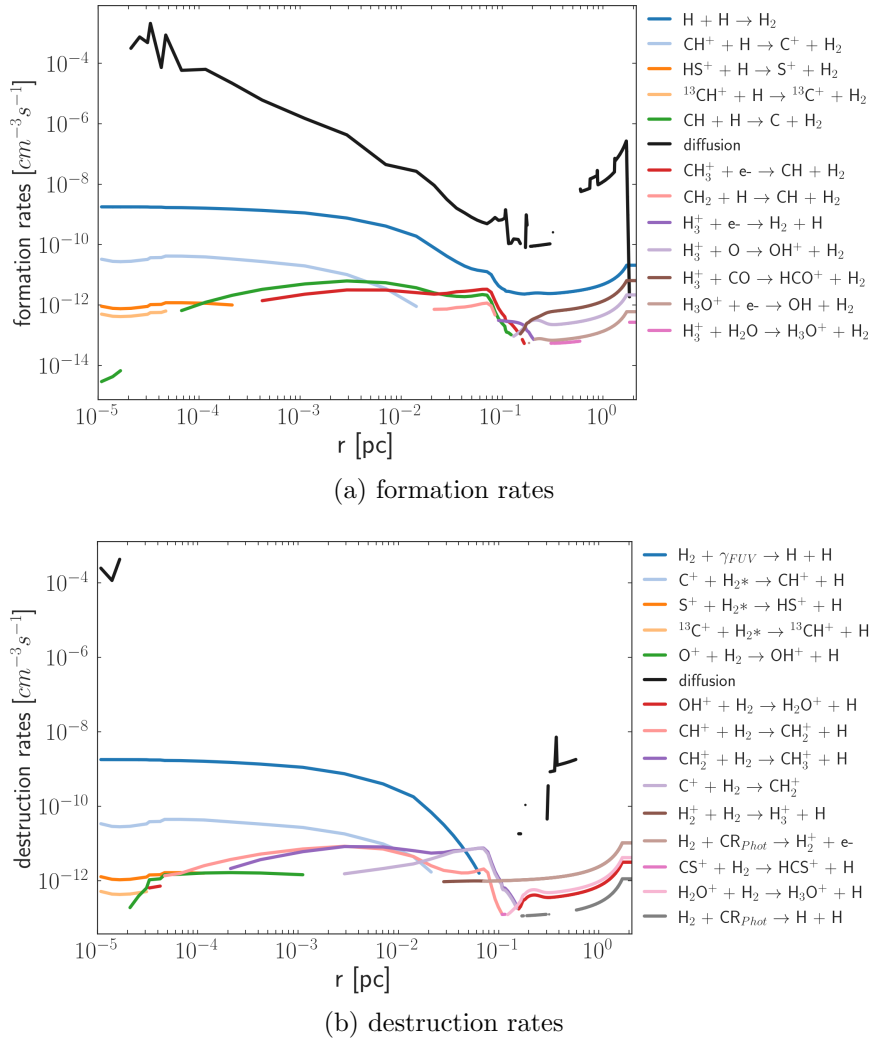 H + H → H₂
CH⁺ + H → C⁺ + H₂
HS⁺ + H → S⁺ + H₂
¹³CH⁺ + H → ¹³C⁺ + H₂
CH + H → C + H₂
diffusion
CH₃⁺ + e- → CH + H₂
CH₂ + H → CH + H₂
H₃⁺ + e- → H₂ + H
H₃⁺ + O → OH⁺ + H₂
H₃⁺ + CO → HCO⁺ + H₂
H₃O⁺ + e- → OH + H₂
H₃⁺ + H₂O → H₃O⁺ + H₂
formation rates [cm⁻³s⁻¹]
10⁻⁴
10⁻⁶
10⁻⁸
10⁻¹⁰
10⁻¹²
10⁻¹⁴
10⁻⁵ 10⁻⁴ 10⁻³ 10⁻² 10⁻¹ 10⁰
r [pc]
(a) formation rates
H₂ + γ_FUV → H + H
C⁺ + H₂* → CH⁺ + H
S⁺ + H₂* → HS⁺ + H
¹³C⁺ + H₂* → ¹³CH⁺ + H
O⁺ + H₂ → OH⁺ + H
diffusion
OH⁺ + H₂ → H₂O⁺ + H
CH⁺ + H₂ → CH₂⁺ + H
CH₂⁺ + H₂ → CH₃⁺ + H
C⁺ + H₂ → CH₂⁺
H₂⁺ + H₂ → H₃⁺ + H
H₂ + CR_Phot → H₂⁺ + e-
CS⁺ + H₂ → HCS⁺ + H
H₂O⁺ + H₂ → H₃O⁺ + H
H₂ + CR_Phot → H + H
destruction rates [cm⁻³s⁻¹]
10⁻⁴
10⁻⁶
10⁻⁸
10⁻¹⁰
10⁻¹²
10⁻⁵ 10⁻⁴ 10⁻³ 10⁻² 10⁻¹ 10⁰
r [pc]
(b) destruction rates